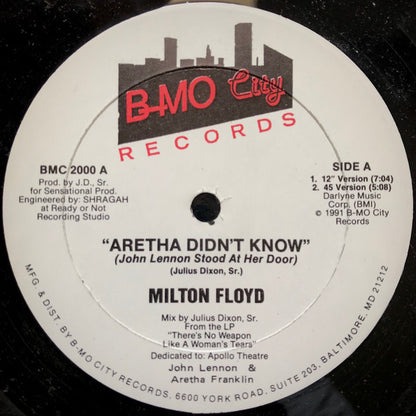 B-MO City
RECORDS
BMC 2000 A
Prod. by J.D., Sr.
for Sensational Prod.
Engineered by: SHRAGAH
at Ready or Not
Recording Studio
SIDE A
1. 12" Version (7:04)
2. 45 Version (5:08)
Darlyne Music
Corp. (BMI)
© 1991 B-MO City
Records
"ARETHA DIDN'T KNOW"
(John Lennon Stood At Her Door)
(Julius Dixon, Sr.)
MILTON FLOYD
Mix by Julius Dixon, Sr.
From the LP
"There's No Weapon
Like A Woman's Tears"
Dedicated to: Apollo Theatre
John Lennon &
Aretha Franklin
MFG. & DIST. BY B-MO CITY RECORDS, 6600 YORK ROAD, SUITE 203, BALTIMORE, MD 21212